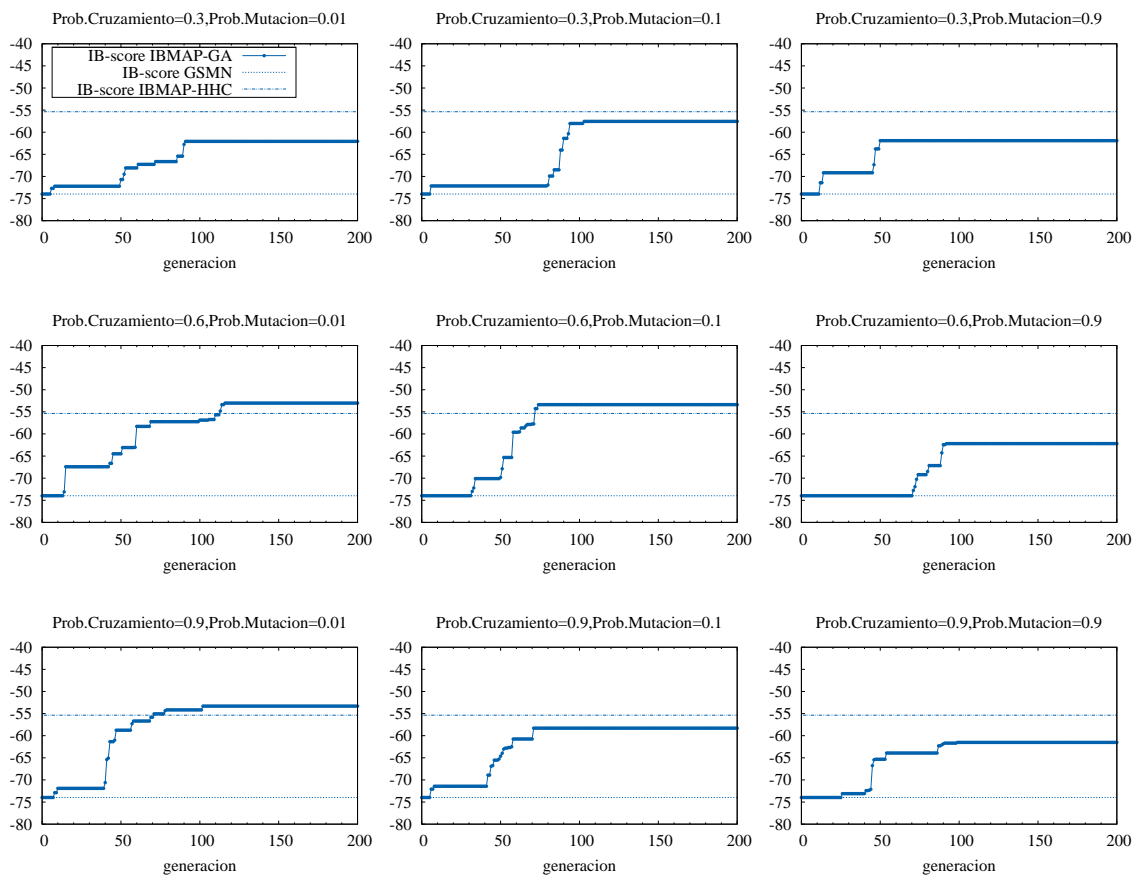 Prob.Cruzamiento=0.3,Prob.Mutacion=0.01
-40
-45
-50
-55
-60
-65
-70
-75
-80
0 50 100 150 200
generacion
IB-score IBMAP-GA
IB-score GSMN
IB-score IBMAP-HHC
Prob.Cruzamiento=0.3,Prob.Mutacion=0.1
-40
-45
-50
-55
-60
-65
-70
-75
-80
0 50 100 150 200
generacion
Prob.Cruzamiento=0.3,Prob.Mutacion=0.9
-40
-45
-50
-55
-60
-65
-70
-75
-80
0 50 100 150 200
generacion
Prob.Cruzamiento=0.6,Prob.Mutacion=0.01
-40
-45
-50
-55
-60
-65
-70
-75
-80
0 50 100 150 200
generacion
Prob.Cruzamiento=0.6,Prob.Mutacion=0.1
-40
-45
-50
-55
-60
-65
-70
-75
-80
0 50 100 150 200
generacion
Prob.Cruzamiento=0.6,Prob.Mutacion=0.9
-40
-45
-50
-55
-60
-65
-70
-75
-80
0 50 100 150 200
generacion
Prob.Cruzamiento=0.9,Prob.Mutacion=0.01
-40
-45
-50
-55
-60
-65
-70
-75
-80
0 50 100 150 200
generacion
Prob.Cruzamiento=0.9,Prob.Mutacion=0.1
-40
-45
-50
-55
-60
-65
-70
-75
-80
0 50 100 150 200
generacion
Prob.Cruzamiento=0.9,Prob.Mutacion=0.9
-40
-45
-50
-55
-60
-65
-70
-75
-80
0 50 100 150 200
generacion